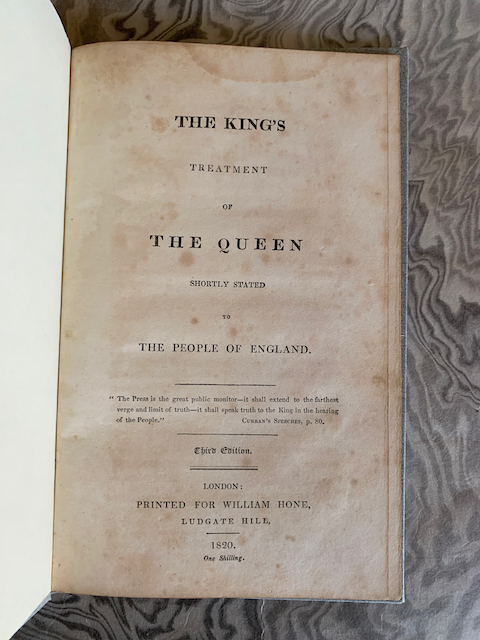 THE KING'S
TREATMENT
OF
THE QUEEN
SHORTLY STATED
TO
THE PEOPLE OF ENGLAND.
"The Press is the great public monitor—it shall extend to the farthest
verge and limit of truth—it shall speak truth to the King in the hearing
of the People." CURRAN'S SPEECHES, p. 80.
Third Edition.
LONDON:
PRINTED FOR WILLIAM HONE,
LUDGATE HILL,
1820.
One Shilling.